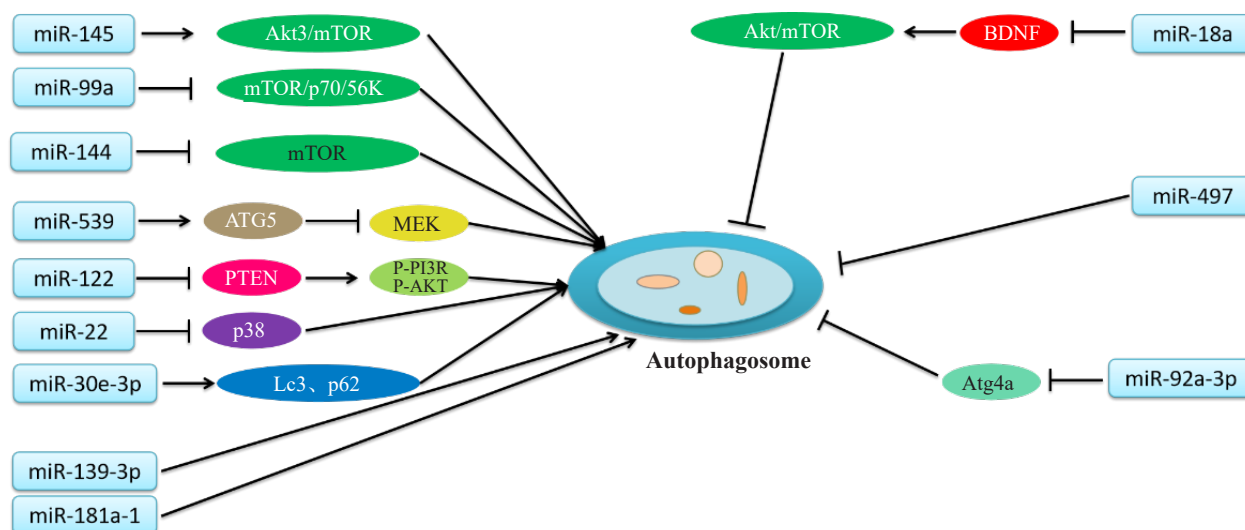 miR-145
Akt3/mTOR
Akt/mTOR
BDNF
miR-18a
miR-99a
mTOR/p70/56K
miR-144
mTOR
miR-539
ATG5
MEK
miR-497
miR-122
PTEN
P-PI3R
P-AKT
miR-22
p38
Autophagosome
miR-30e-3p
Lc3、p62
Atg4a
miR-92a-3p
miR-139-3p
miR-181a-1